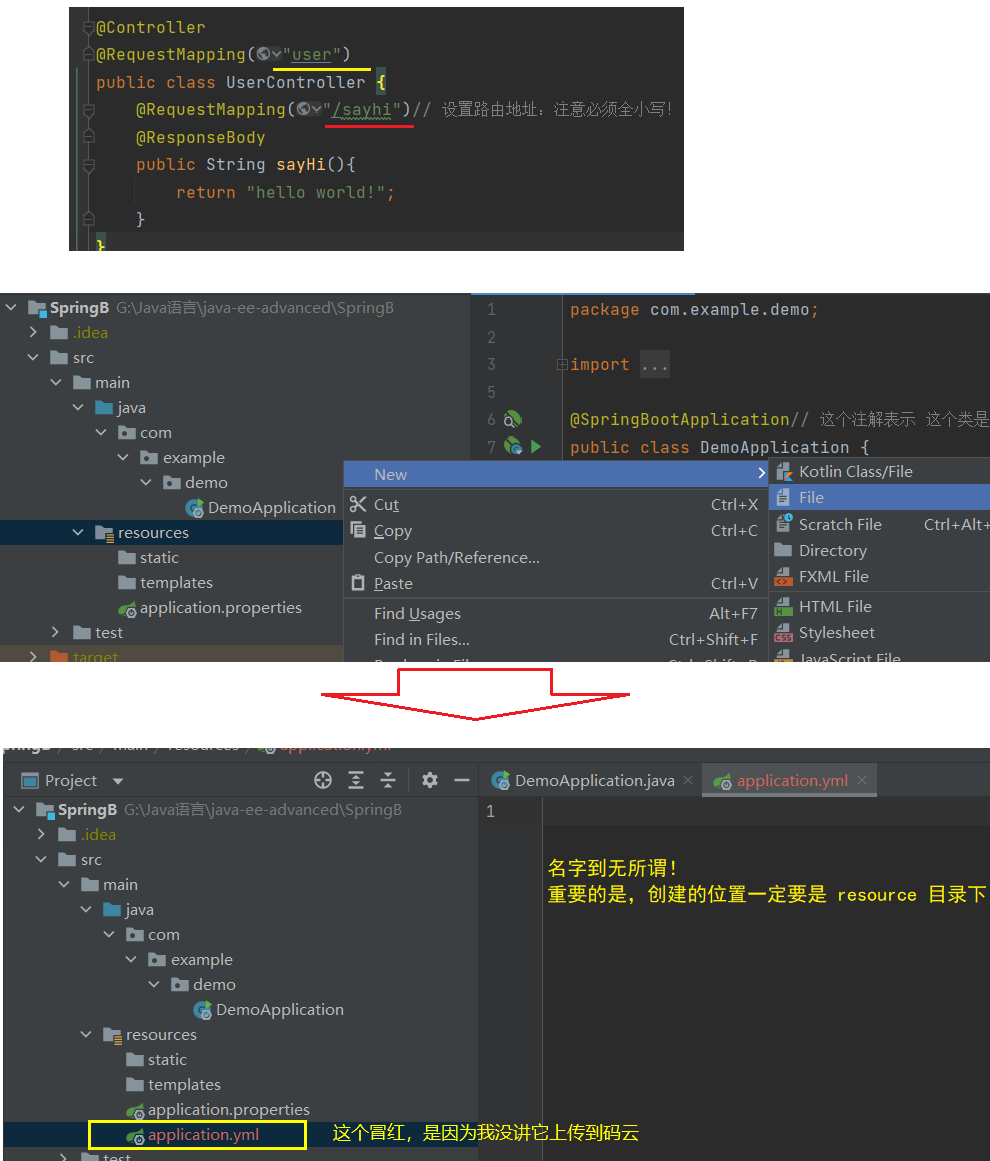 @Controller
@RequestMapping("user")
public class UserController {
@RequestMapping("/sayhi")// 设置路由地址：注意必须全小写！
@ResponseBody
public String sayHi(){
return "hello world!";
}
}
SpringB G:\Java语言\java-ee-advanced\SpringB
.idea
src
main
java
com
example
demo
DemoApplication
resources
static
templates
application.properties
test
target
1 package com.example.demo;
2
3 import ...
5
6 @SpringBootApplication// 这个注解表示 这个类是
7 public class DemoApplication {
New
Cut Ctrl+X
Copy Ctrl+C
Copy Path/Reference...
Paste Ctrl+V
Find Usages Alt+F7
Find in Files... Ctrl+Shift+F
Kotlin Class/File
File
Scratch File Ctrl+Alt+
Directory
FXML File
HTML File
Stylesheet
JavaScript File
Project
DemoApplication.java
application.yml
SpringB G:\Java语言\java-ee-advanced\SpringB
.idea
src
main
java
com
example
demo
DemoApplication
resources
static
templates
application.properties
application.yml
test
1
名字到无所谓！
重要的是，创建的位置一定要是 resource 目录下
这个冒红，是因为我没讲它上传到码云